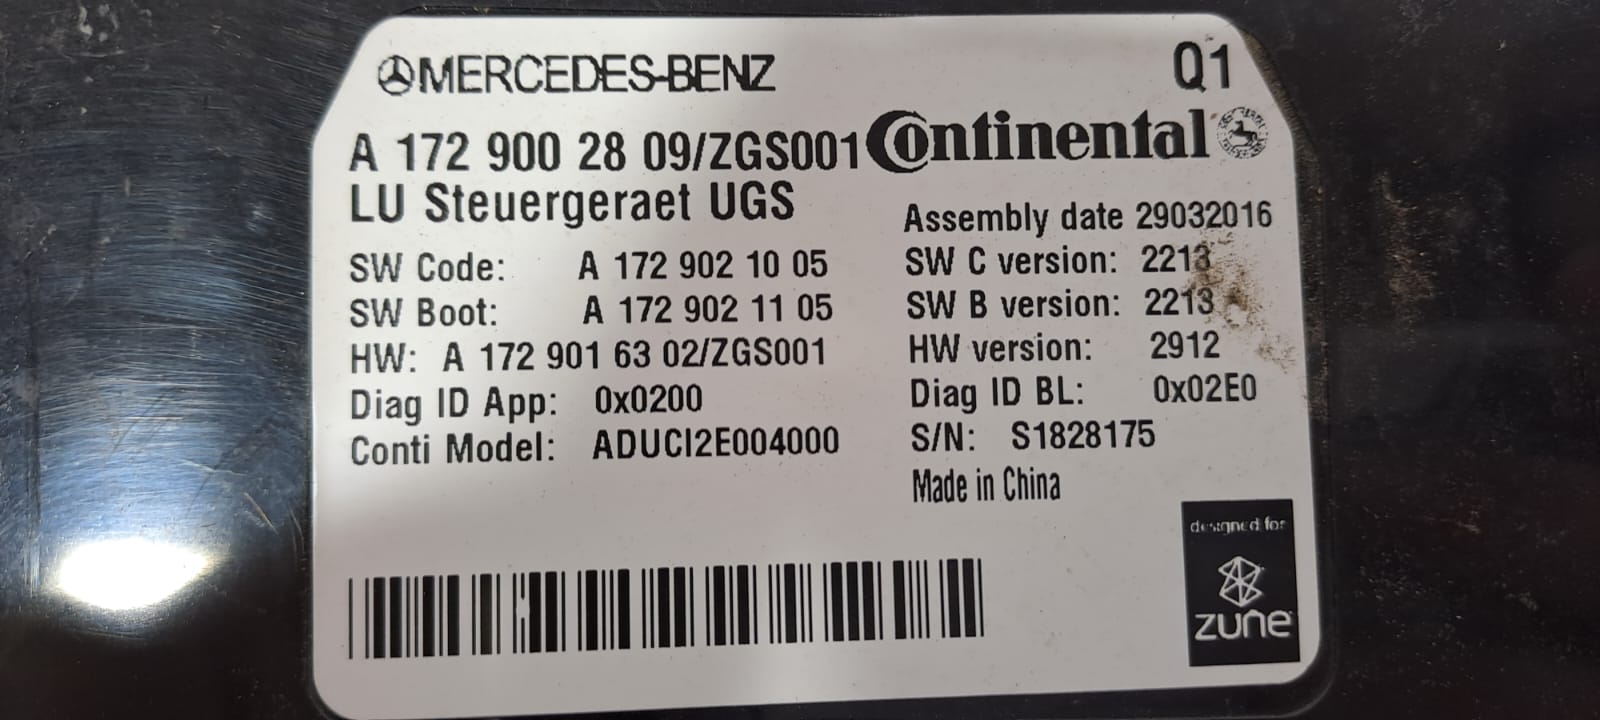 MERCEDES-BENZ
Q1
A 172 900 28 09/ZGS001
Continental
LU Steuergeraet UGS
Assembly date 29032016
SW Code: A 172 902 10 05
SW C version: 2213
SW Boot: A 172 902 11 05
SW B version: 2213
HW: A 172 901 63 02/ZGS001
HW version: 2912
Diag ID App: 0x0200
Diag ID BL: 0x02E0
Conti Model: ADUCI2E004000
S/N: S1828175
Made in China
designed for
zune